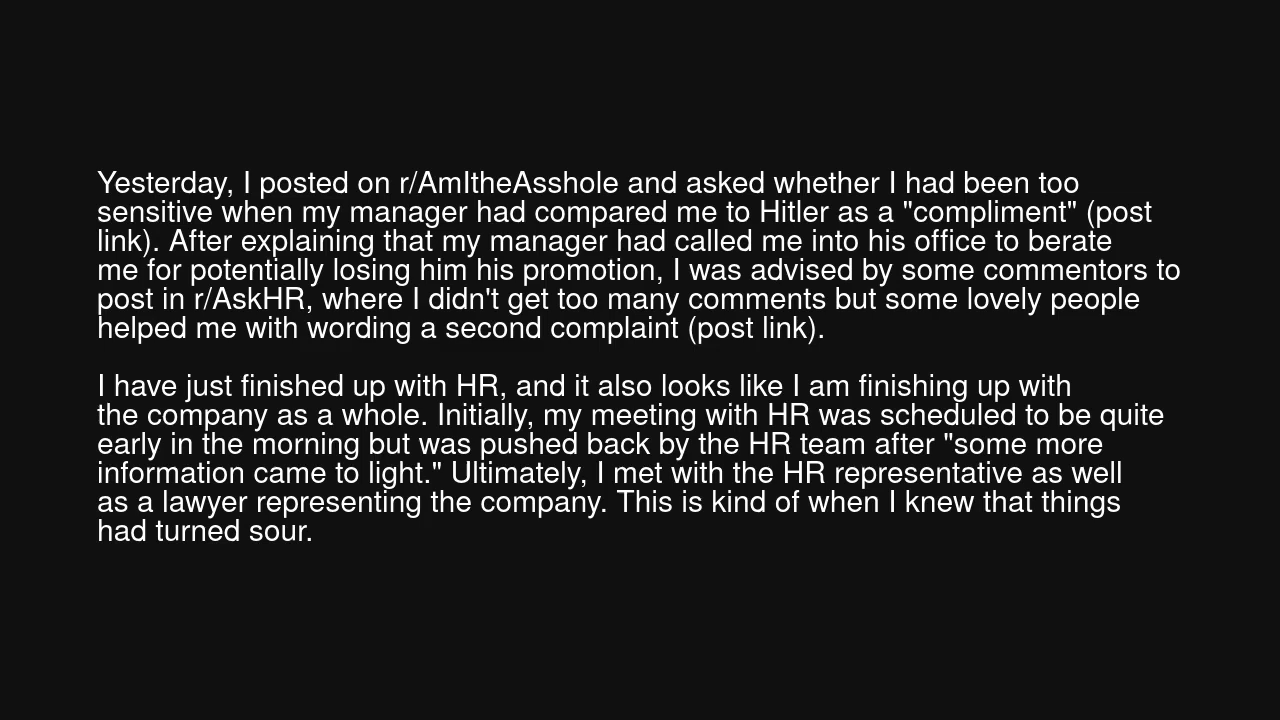 Yesterday, I posted on r/AmItheAsshole and asked whether I had been too
sensitive when my manager had compared me to Hitler as a "compliment" (post
link). After explaining that my manager had called me into his office to berate
me for potentially losing him his promotion, I was advised by some commentors to
post in r/AskHR, where I didn't get too many comments but some lovely people
helped me with wording a second complaint (post link).

I have just finished up with HR, and it also looks like I am finishing up with
the company as a whole. Initially, my meeting with HR was scheduled to be quite
early in the morning but was pushed back by the HR team after "some more
information came to light." Ultimately, I met with the HR representative as well
as a lawyer representing the company. This is kind of when I knew that things
had turned sour.